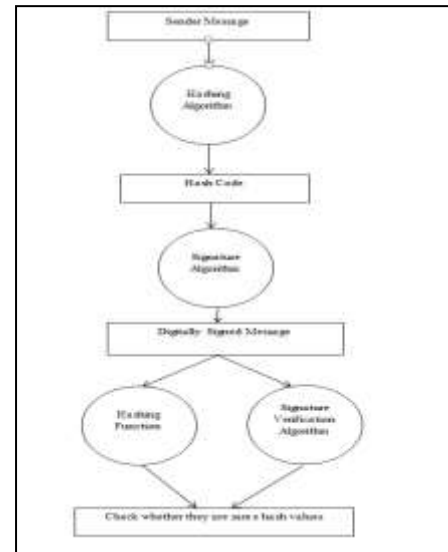 Sender Message
Hashing
Algorithm
Hash Code
Signature
Algorithm
Digitally Signed Message
Hashing
Function
Signature
Verification
Algorithm
Check whether they are same hash values